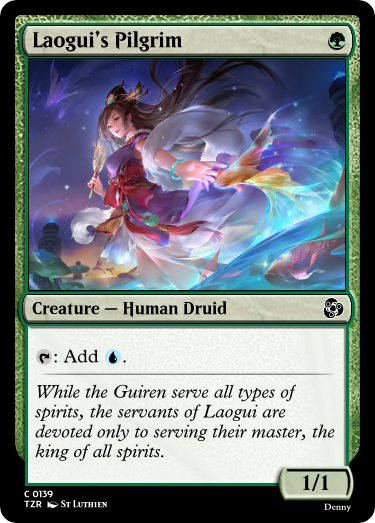 Laogui's Pilgrim
Creature — Human Druid
: Add .
While the Guiren serve all types of
spirits, the servants of Laogui are
devoted only to serving their master, the
king of all spirits.
1/1
C 0139
TZR St Luthien
Denny